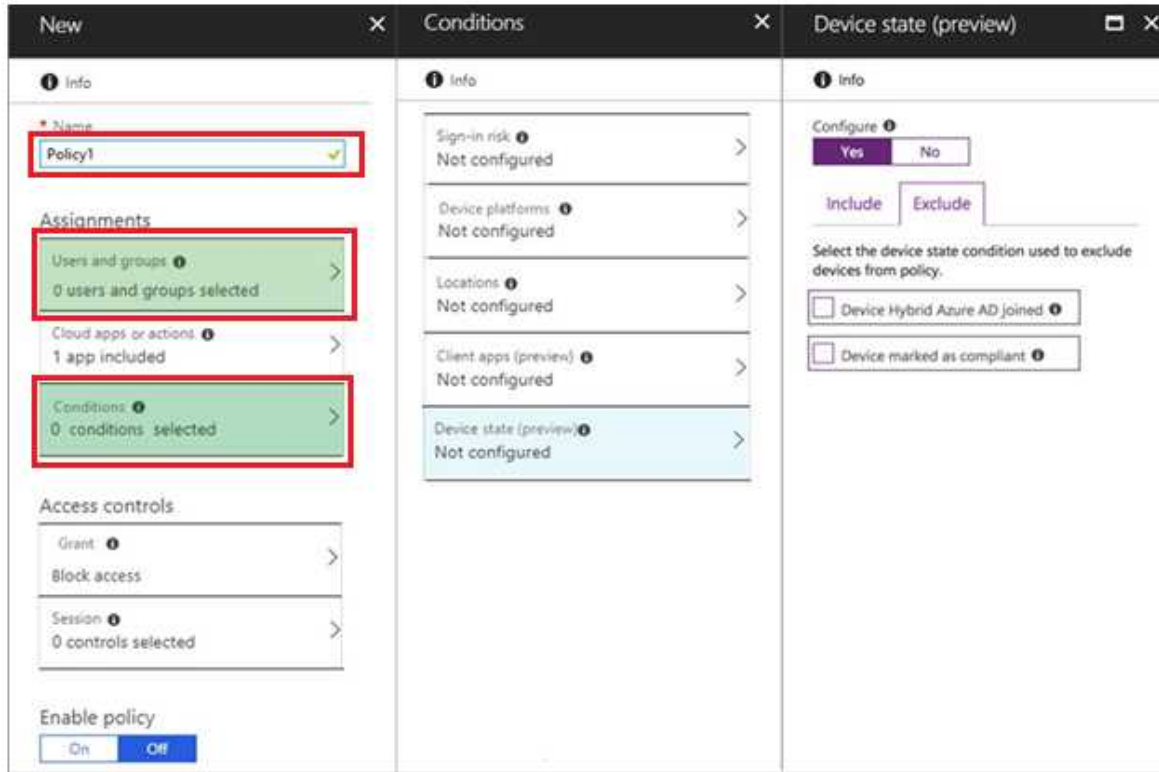 New
Info
* Name
Policy1
Assignments
Users and groups
0 users and groups selected
Cloud apps or actions
1 app included
Conditions
0 conditions selected
Access controls
Grant
Block access
Session
0 controls selected
Enable policy
On Off
Conditions
Info
Sign-in risk
Not configured
Device platforms
Not configured
Locations
Not configured
Client apps (preview)
Not configured
Device state (preview)
Not configured
Device state (preview)
Info
Configure
Yes No
Include Exclude
Select the device state condition used to exclude
devices from policy.
Device Hybrid Azure AD joined
Device marked as compliant